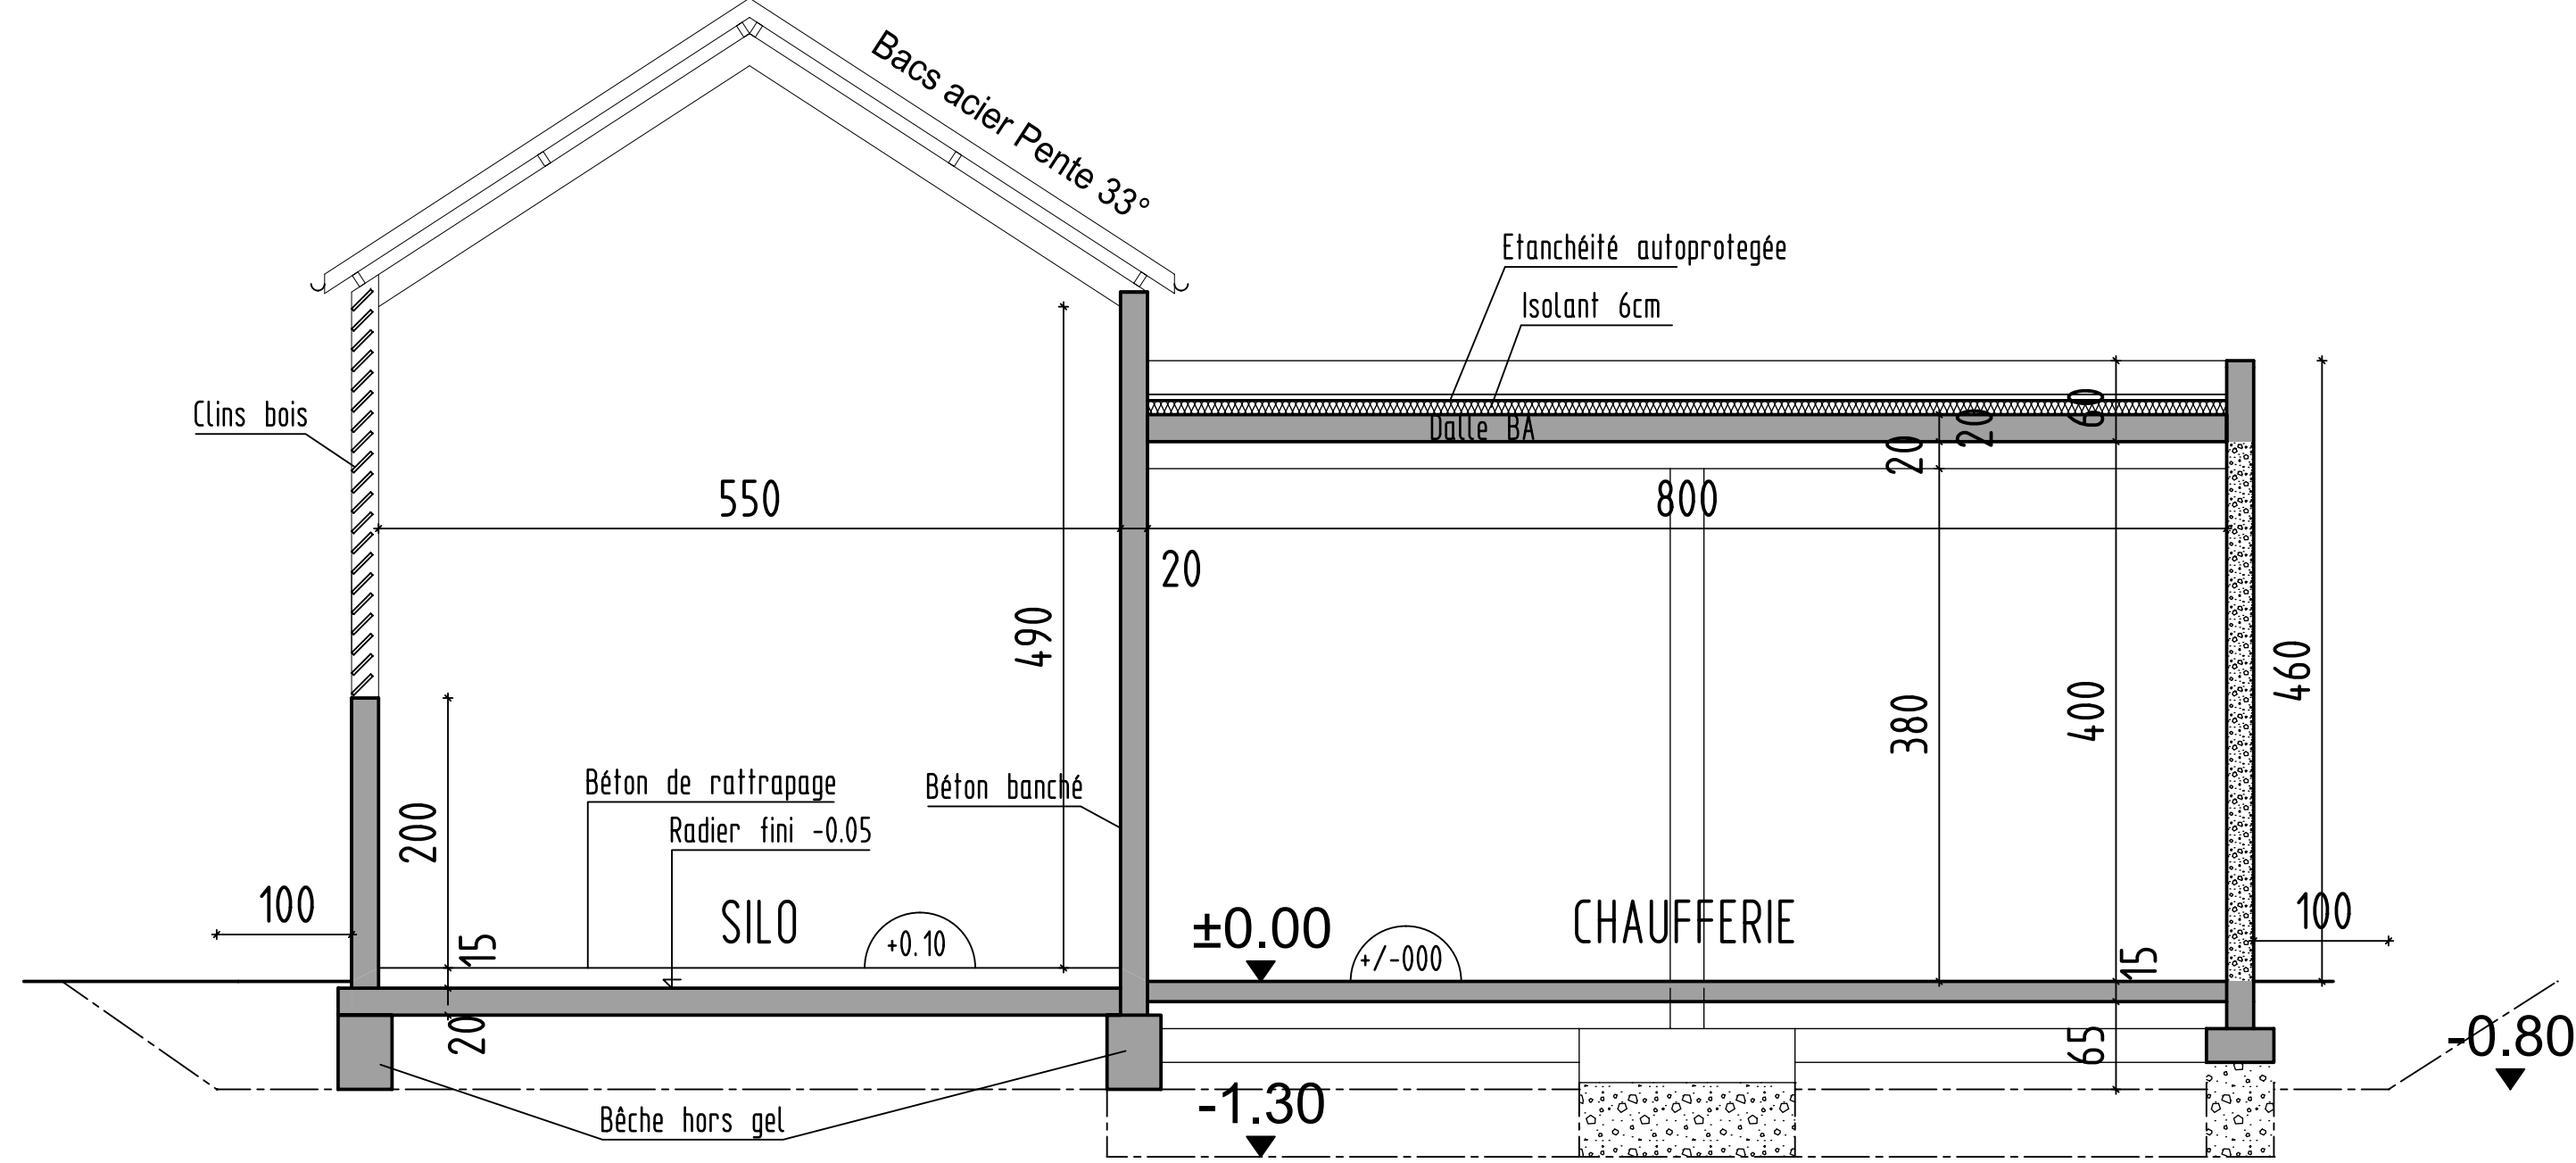 Bacs acier Pente 33°
Etanchéité autoprotegée
Isolant 6cm
Clins bois
Dalle BA
60
20
20
550
800
20
490
460
380
400
200
Béton de rattrapage
Béton banché
Radier fini -0.05
100
SILO
+0.10
±0.00
+/-000
CHAUFFERIE
100
15
15
20
65
-0.80
-1.30
Bêche hors gel